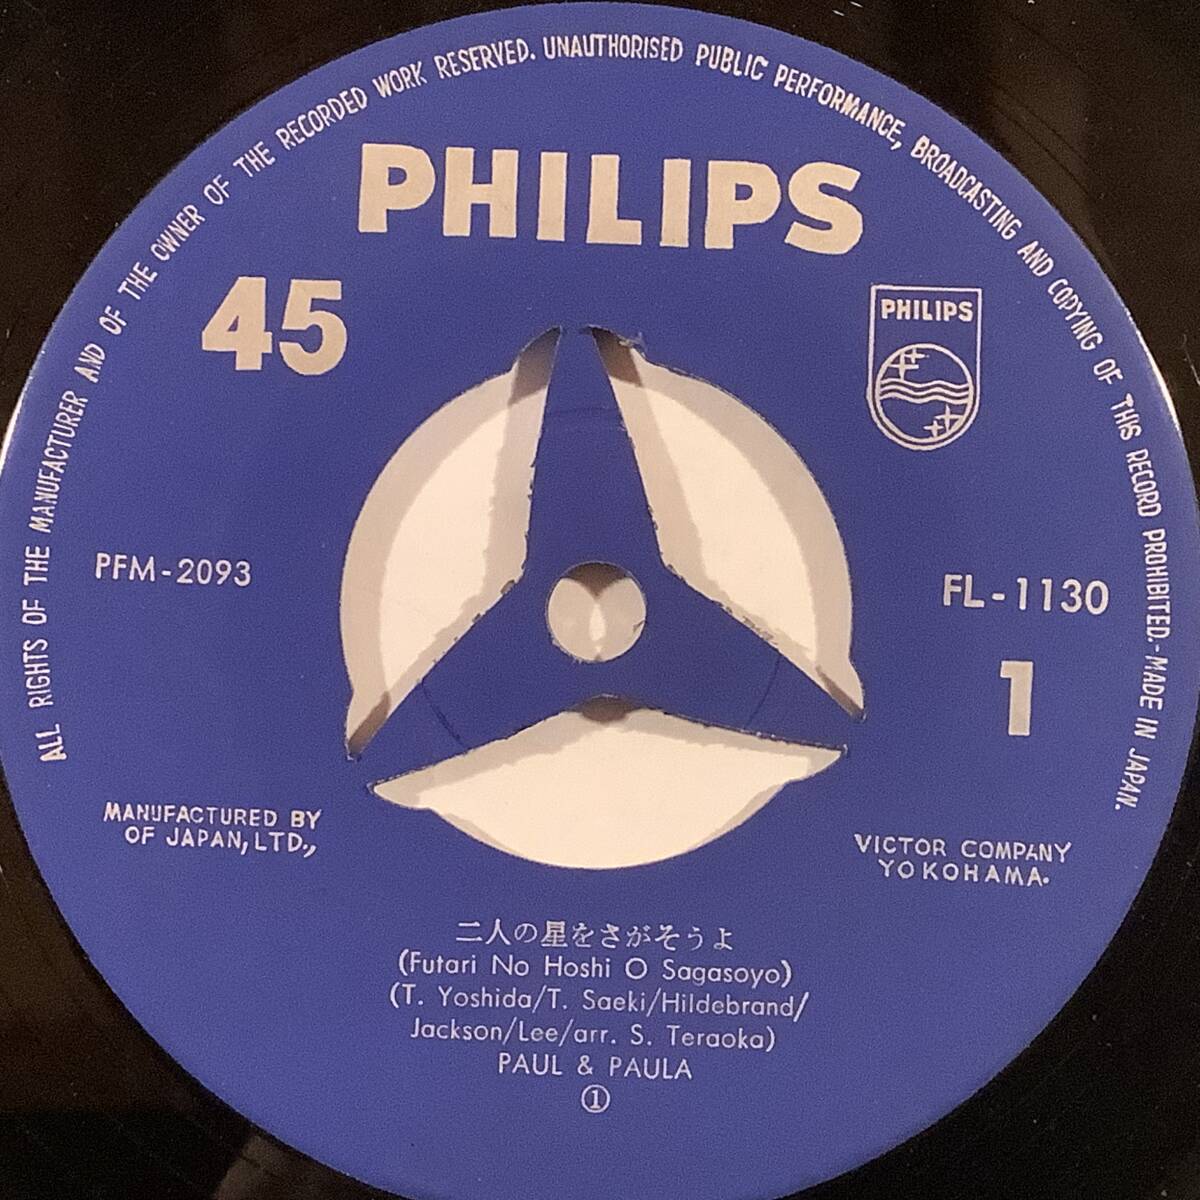 ALL RIGHTS OF THE MANUFACTURER AND OF THE OWNER OF THE RECORDED WORK RESERVED. UNAUTHORISED PUBLIC PERFORMANCE, BROADCASTING AND COPYING OF THIS RECORD PROHIBITED.-MADE IN JAPAN.
PHILIPS
45
PHILIPS
PFM-2093
FL-1130
1
MANUFACTURED BY VICTOR COMPANY
OF JAPAN, LTD., YOKOHAMA.
二人の星をさがそうよ
(Futari No Hoshi O Sagasoyo)
(T. Yoshida/T. Saeki/Hildebrand/
Jackson/Lee/arr. S. Teraoka)
PAUL & PAULA
①